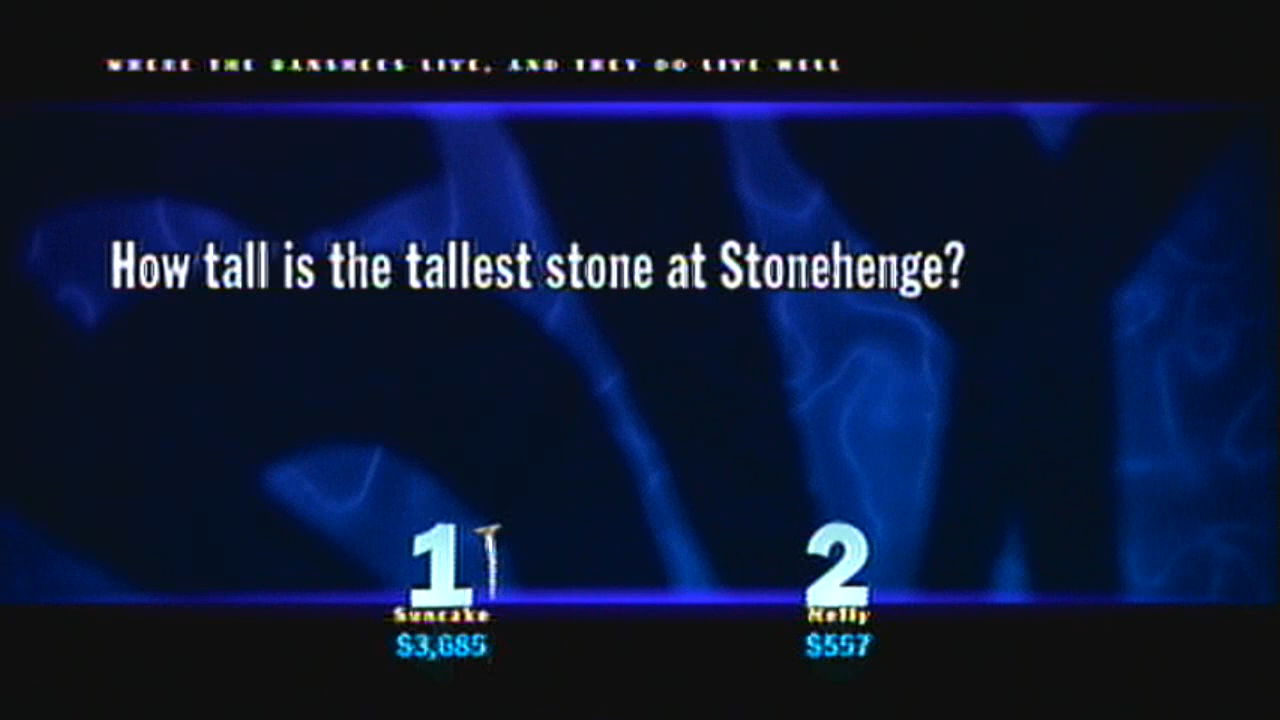 WHERE THE BANSHEES LIVE, AND THEY DO LIVE WELL
How tall is the tallest stone at Stonehenge?
1
2
Suncake
$3,685
$557